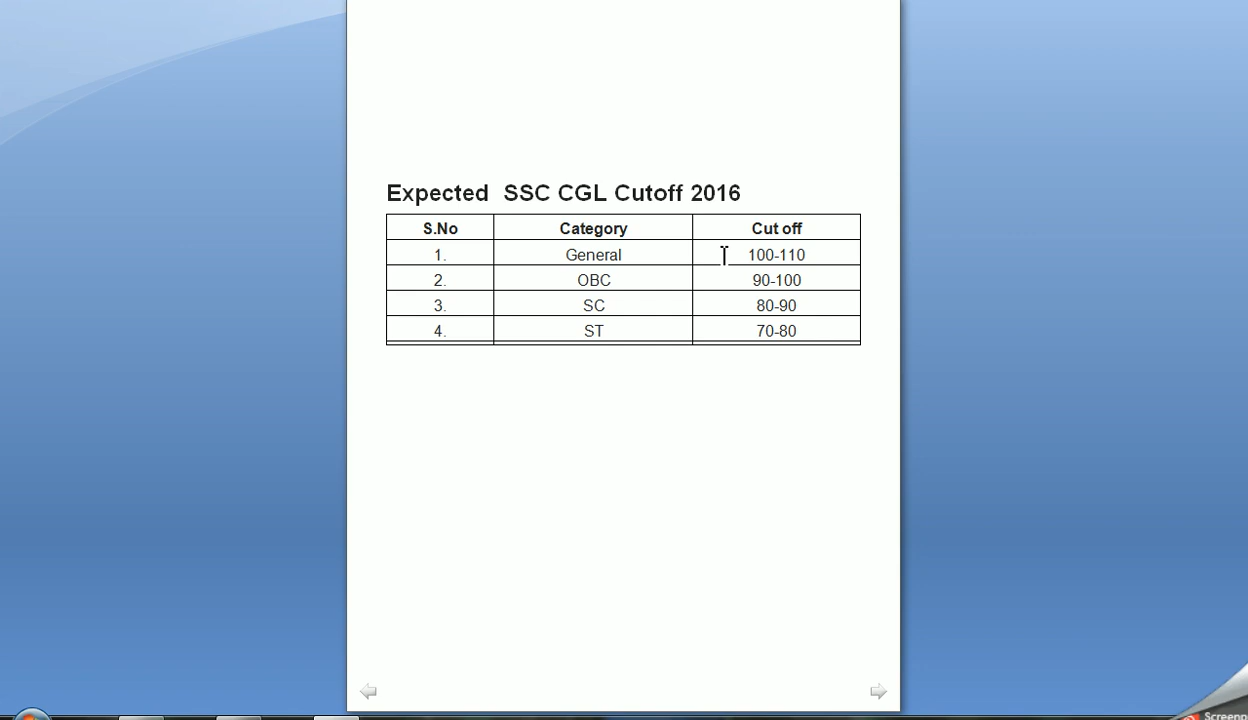 Expected SSC CGL Cutoff 2016
S.No Category Cut off
1. General 100-110
2. OBC 90-100
3. SC 80-90
4. ST 70-80